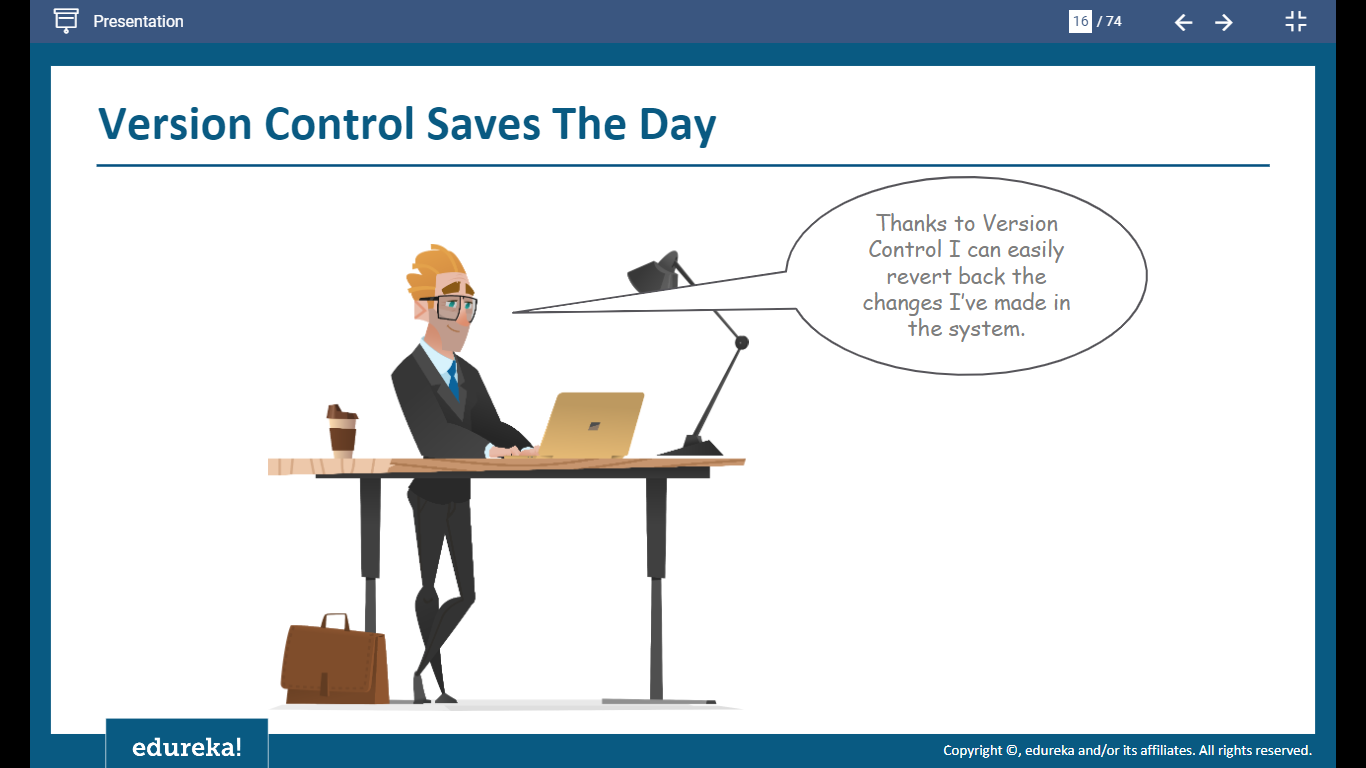 Presentation
16 / 74
Version Control Saves The Day
Thanks to Version
Control I can easily
revert back the
changes I've made in
the system.
edureka!
Copyright ©, edureka and/or its affiliates. All rights reserved.